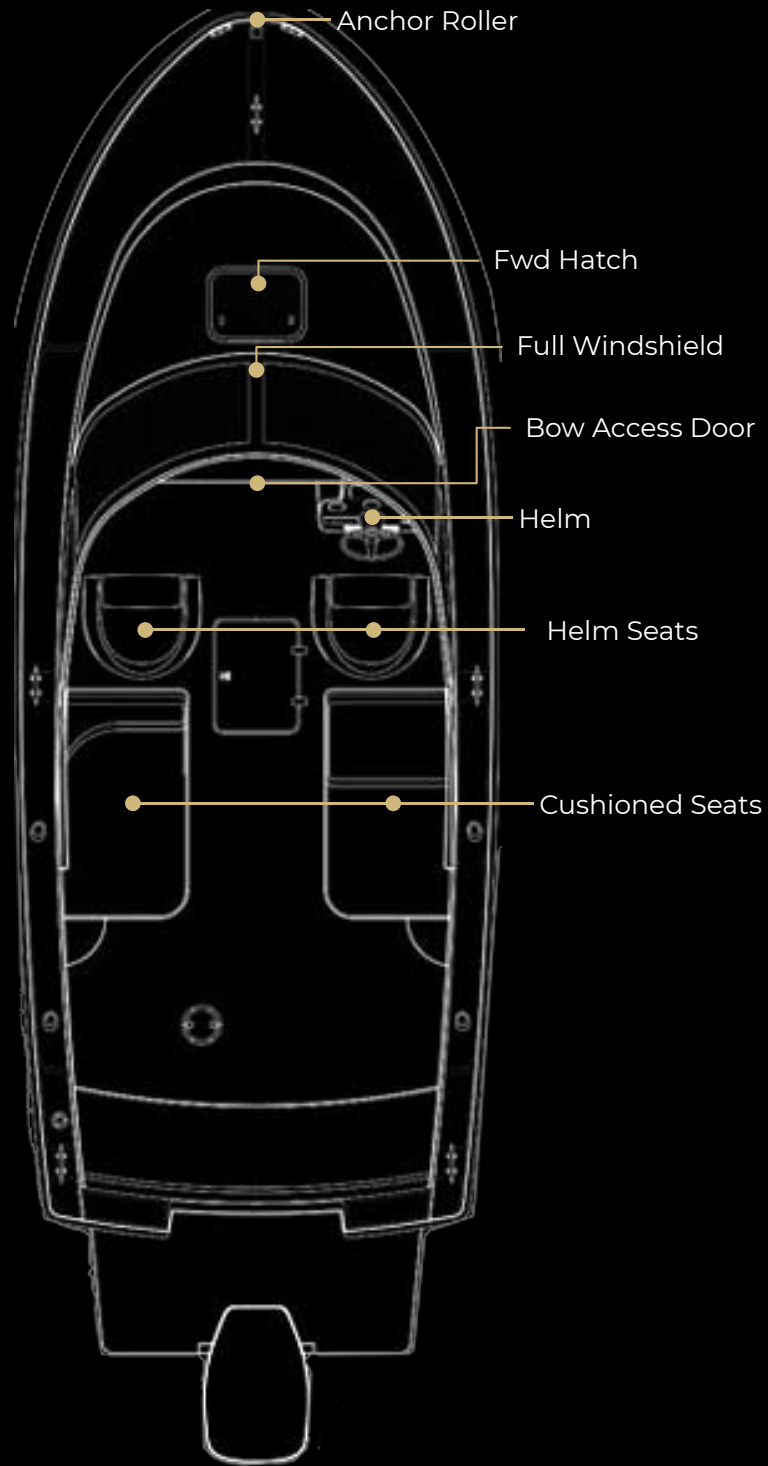 Anchor Roller
Fwd Hatch
Full Windshield
Bow Access Door
Helm
Helm Seats
Cushioned Seats